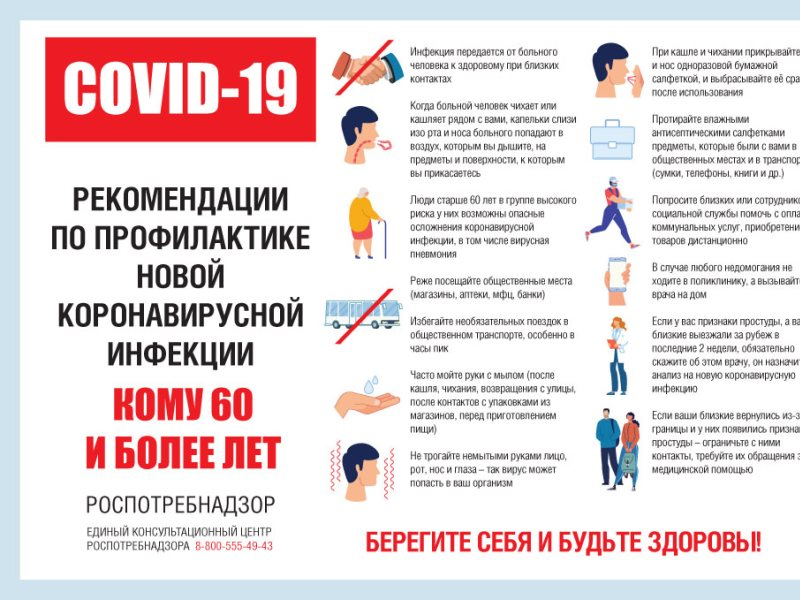 COVID-19
РЕКОМЕНДАЦИИ
ПО ПРОФИЛАКТИКЕ
НОВОЙ
КОРОНАВИРУСНОЙ
ИНФЕКЦИИ
КОМУ 60
И БОЛЕЕ ЛЕТ
РОСПОТРЕБНАДЗОР
ЕДИНЫЙ КОНСУЛЬТАЦИОННЫЙ ЦЕНТР
РОСПОТРЕБНАДЗОРА 8-800-555-49-43
Инфекция передается от больного
человека к здоровому при близких
контактах
Когда больной человек чихает или
кашляет рядом с вами, капельки слизи
изо рта и носа больного попадают в
воздух, которым вы дышите, на
предметы и поверхности, к которым
вы прикасаетесь
Люди старше 60 лет в группе высокого
риска у них возможны опасные
осложнения коронавирусной
инфекции, в том числе вирусная
пневмония
Реже посещайте общественные места
(магазины, аптеки, мфц, банки)
Избегайте необязательных поездок в
общественном транспорте, особенно в
часы пик
Часто мойте руки с мылом (после
кашля, чихания, возвращения с улицы,
после контактов с упаковками из
магазинов, перед приготовлением
пищи)
Не трогайте немытыми руками лицо,
рот, нос и глаза – так вирус может
попасть в ваш организм
При кашле и чихании прикрывайте
и нос одноразовой бумажной
салфеткой, и выбрасывайте её сра
после использования
Протирайте влажными
антисептическими салфетками
предметы, которые были с вами в
общественных местах и в транспор
(сумки, телефоны, книги и др.)
Попросите близких или сотруднико
социальной службы помочь с опла
коммунальных услуг, приобретени
товаров дистанционно
В случае любого недомогания не
ходите в поликлинику, а вызывайт
врача на дом
Если у вас признаки простуды, а ва
близкие выезжали за рубеж в
последние 2 недели, обязательно
скажите об этом врачу, он назначит
анализ на новую коронавирусную
инфекцию
Если ваши близкие вернулись из-з
границы и у них появились призна
простуды – ограничьте с ними
контакты, требуйте их обращения з
медицинской помощью
БЕРЕГИТЕ СЕБЯ И БУДЬТЕ ЗДОРОВЫ!